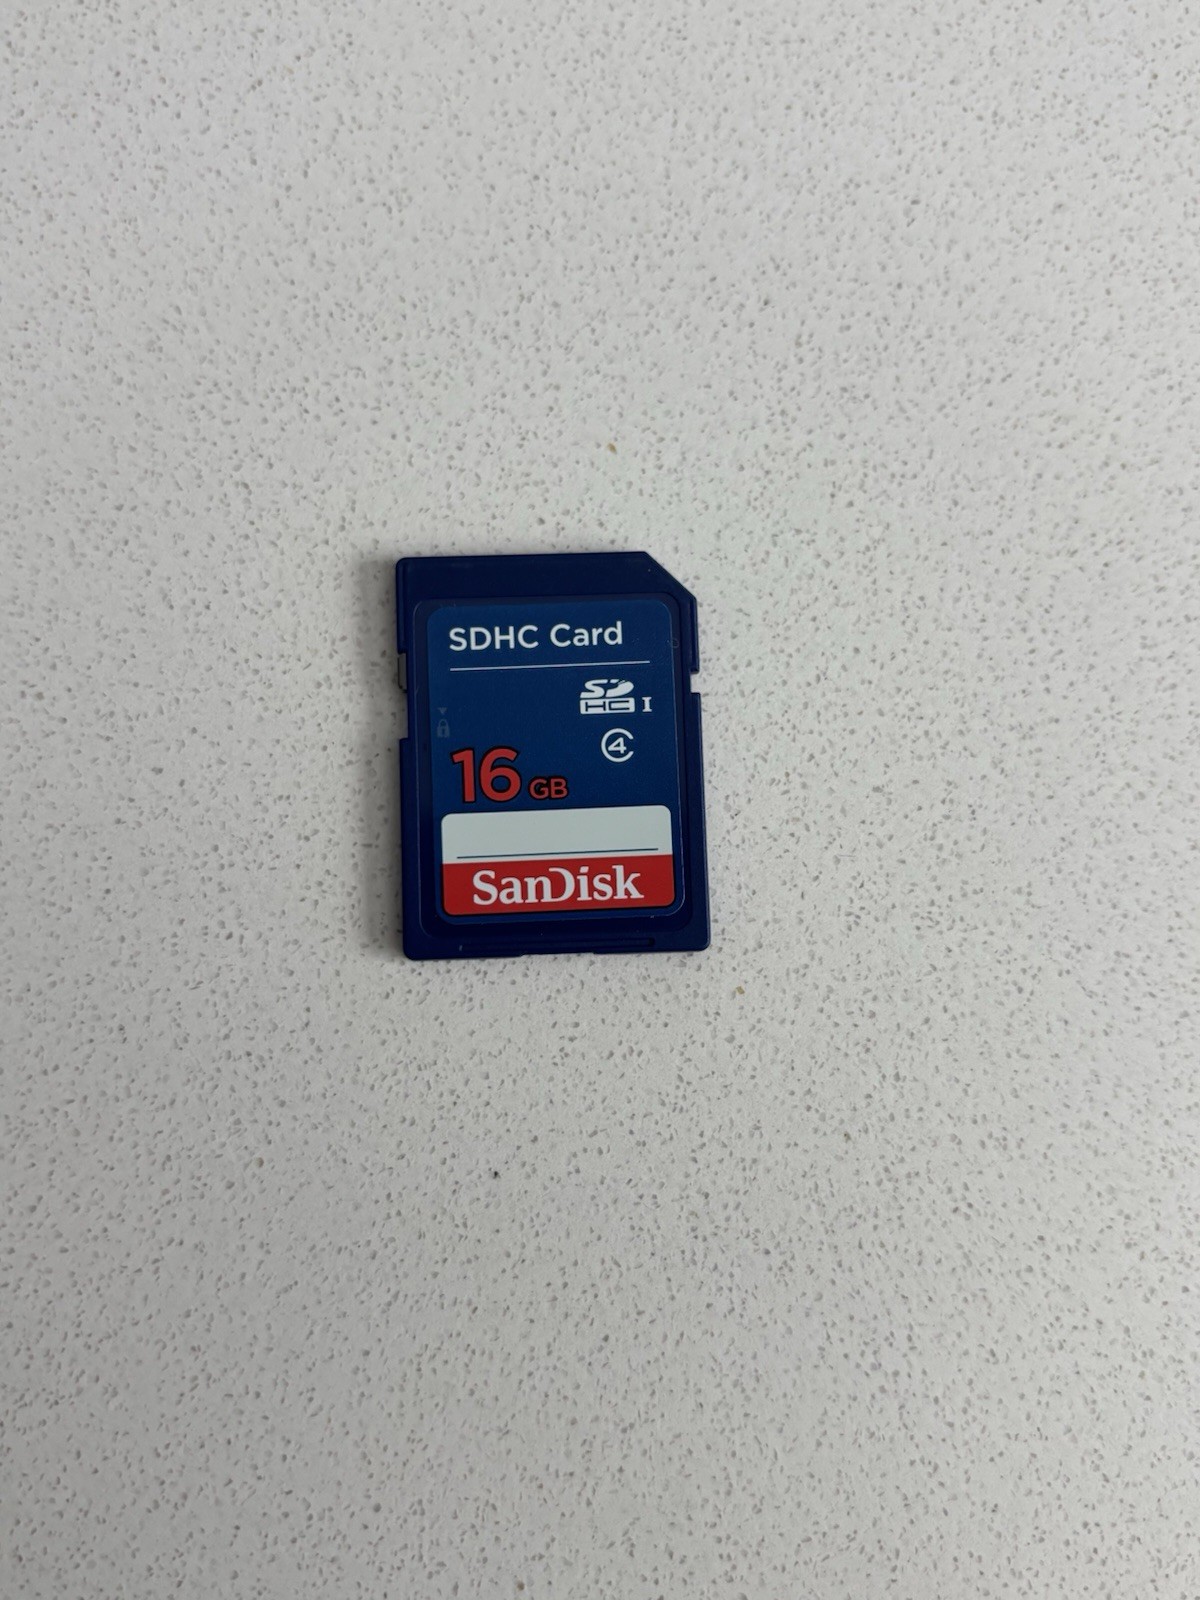 SDHC Card
SD
HC I
4
16 GB
SanDisk